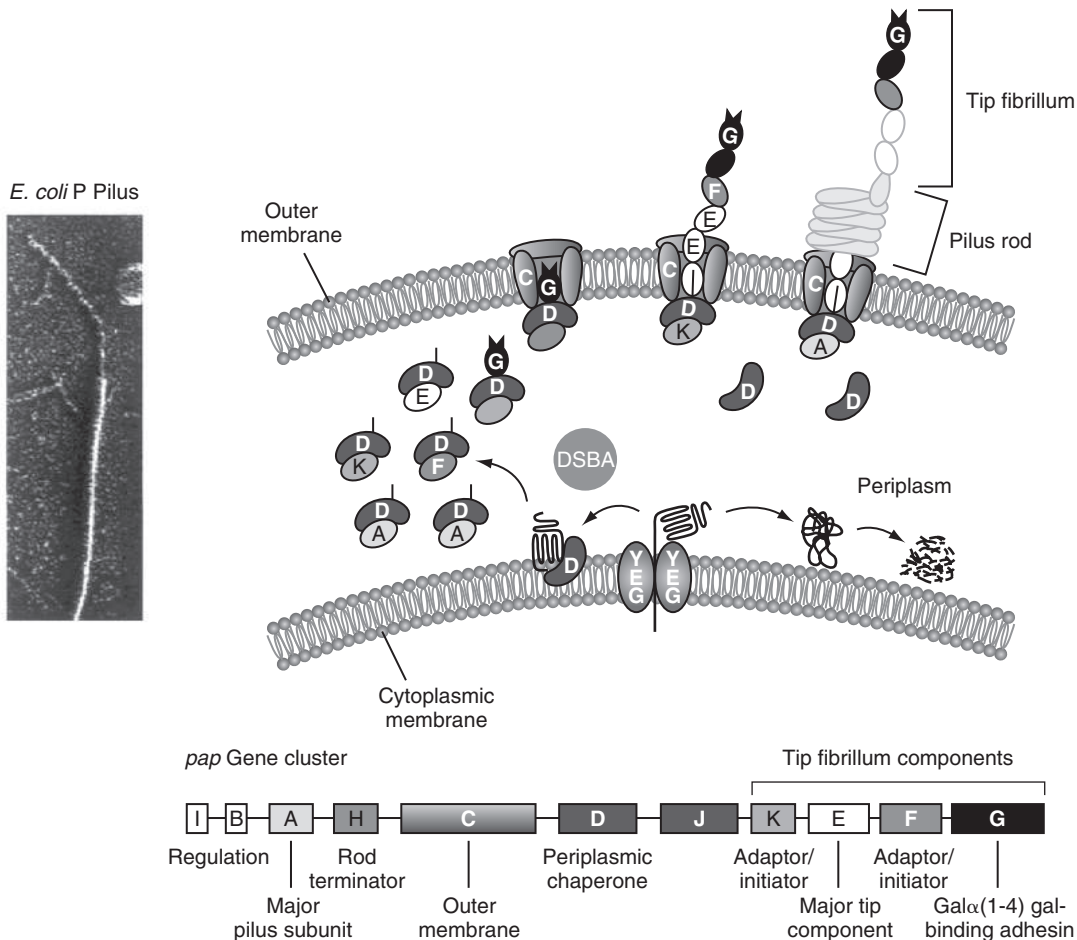 E. coli P Pilus
Outer
membrane
Tip fibrillum
Pilus rod
G
G
F
E
C
G
D
C
E
I
D
K
C
I
D
A
D
E
G
D
D
D
D
K
D
F
DSBA
Periplasm
D
A
D
A
D
YEG
YEG
Cytoplasmic
membrane
pap Gene cluster
Tip fibrillum components
I B A H C D J K E F G
Regulation
Rod
terminator
Periplasmic
chaperone
Adaptor/
initiator
Adaptor/
initiator
Major
pilus subunit
Outer
membrane
Major tip
component
Galα(1-4) gal-
binding adhesin